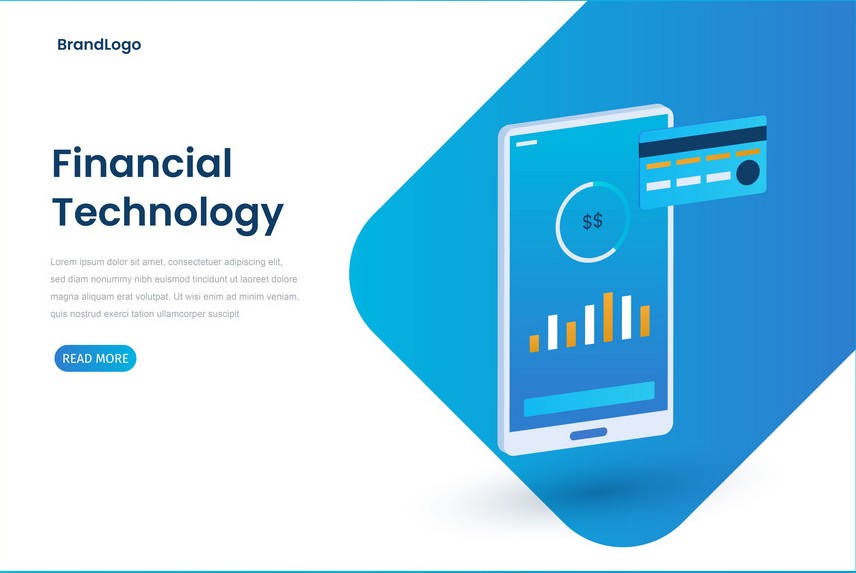 BrandLogo
Financial
Technology
Lorem ipsum dolor sit amet, consectetuer adipiscing elit,
sed diam nonummy nibh euismod tincidunt ut laoreet dolore
magna aliquam erat volutpat. Ut wisi enim ad minim veniam,
quis nostrud exerci tation ullamcorper suscipit
READ MORE
$$